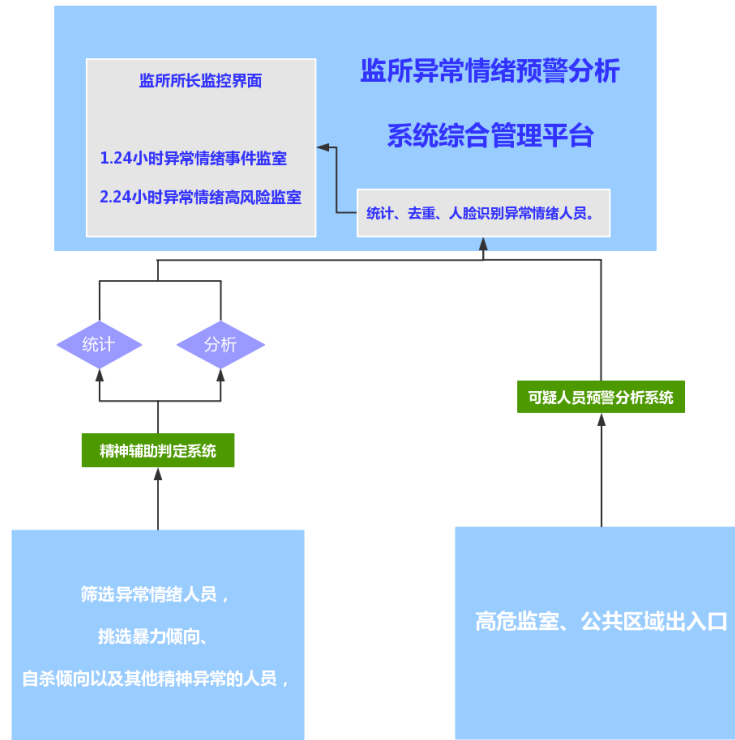 监所异常情绪预警分析
系统综合管理平台
监所所长监控界面
1.24小时异常情绪事件监室
2.24小时异常情绪高风险监室
统计、去重、人脸识别异常情绪人员。
统计
分析
可疑人员预警分析系统
精神辅助判定系统
筛选异常情绪人员，
挑选暴力倾向、
自杀倾向以及其他精神异常的人员，
高危监室、公共区域出入口